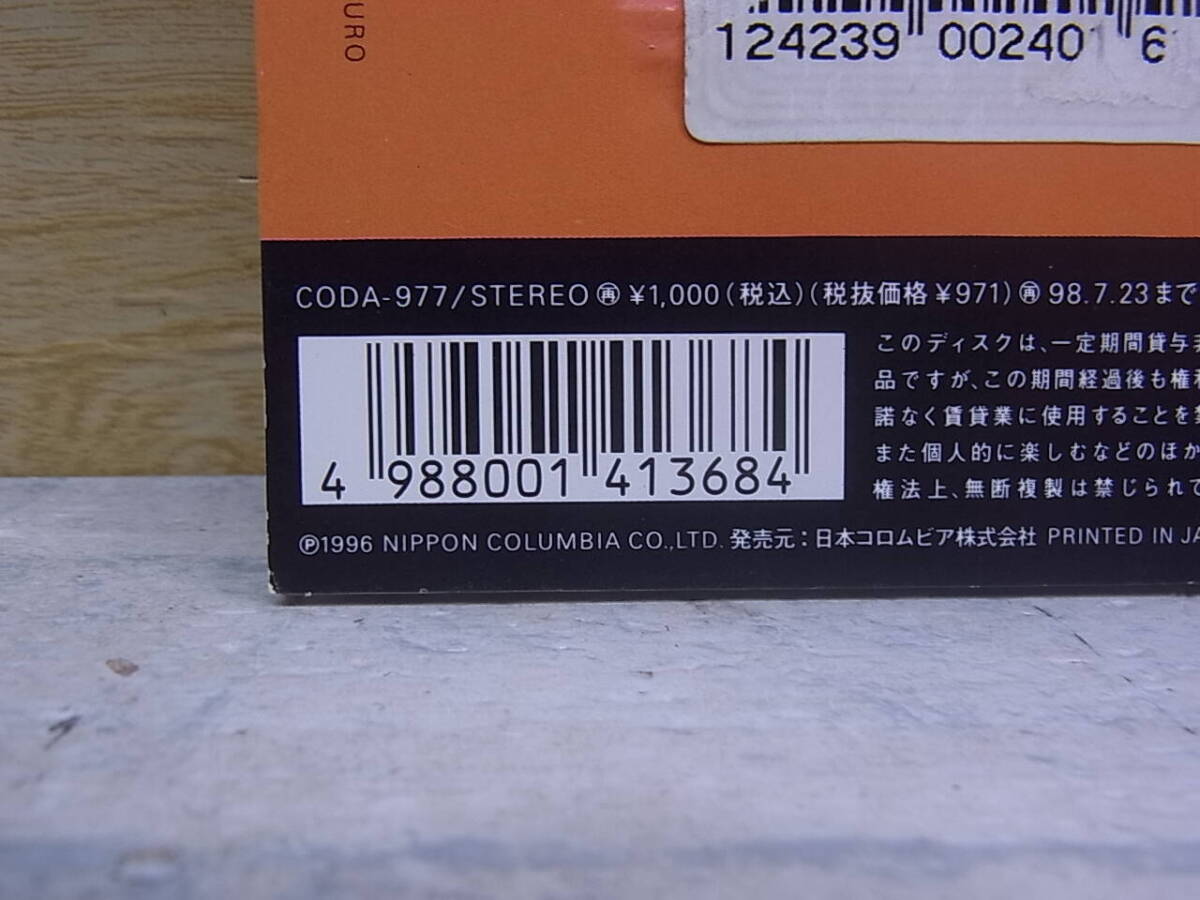 URO
124239 00240 6
CODA-977/STEREO 再 ¥1,000(税込)(税抜価格¥971) 再 98.7.23まで
このディスクは、一定期間貸与
品ですが、この期間経過後も権利
諾なく賃貸業に使用することを
また個人的に楽しむなどのほか
権法上、無断複製は禁じられて
4 988001 413684
℗1996 NIPPON COLUMBIA CO.,LTD. 発売元:日本コロムビア株式会社 PRINTED IN JA